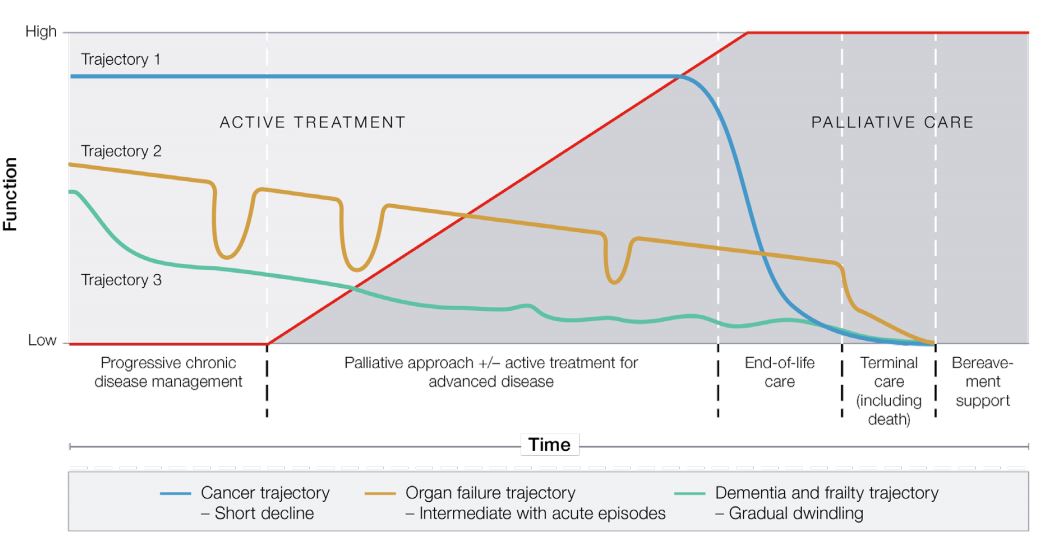 High
Trajectory 1
ACTIVE TREATMENT
PALLIATIVE CARE
Trajectory 2
Function
Trajectory 3
Low
Progressive chronic
disease management
Palliative approach +/– active treatment for
advanced disease
End-of-life
care
Terminal
care
(including
death)
Bereave-
ment
support
Time
Cancer trajectory
– Short decline
Organ failure trajectory
– Intermediate with acute episodes
Dementia and frailty trajectory
– Gradual dwindling